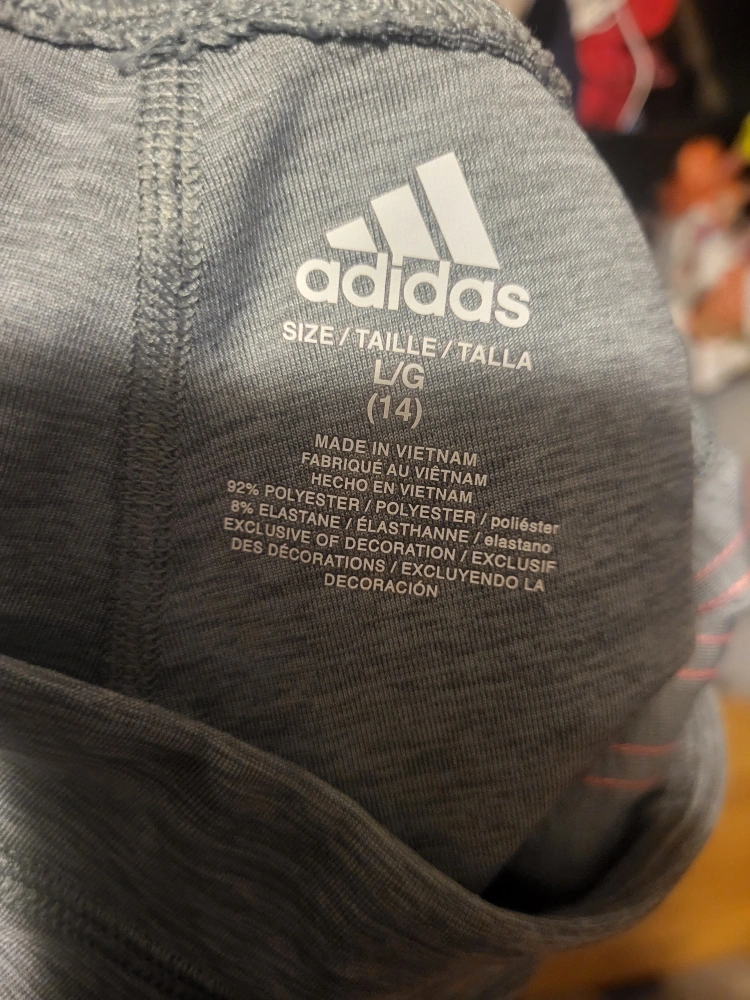 adidas
SIZE / TAILLE / TALLA
L/G
(14)
MADE IN VIETNAM
FABRIQUÉ AU VIÊTNAM
HECHO EN VIETNAM
92% POLYESTER / POLYESTER / poliéster
8% ELASTANE / ÉLASTHANNE / elastano
EXCLUSIVE OF DECORATION / EXCLUSIF
DES DÉCORATIONS / EXCLUYENDO LA
DECORACIÓN